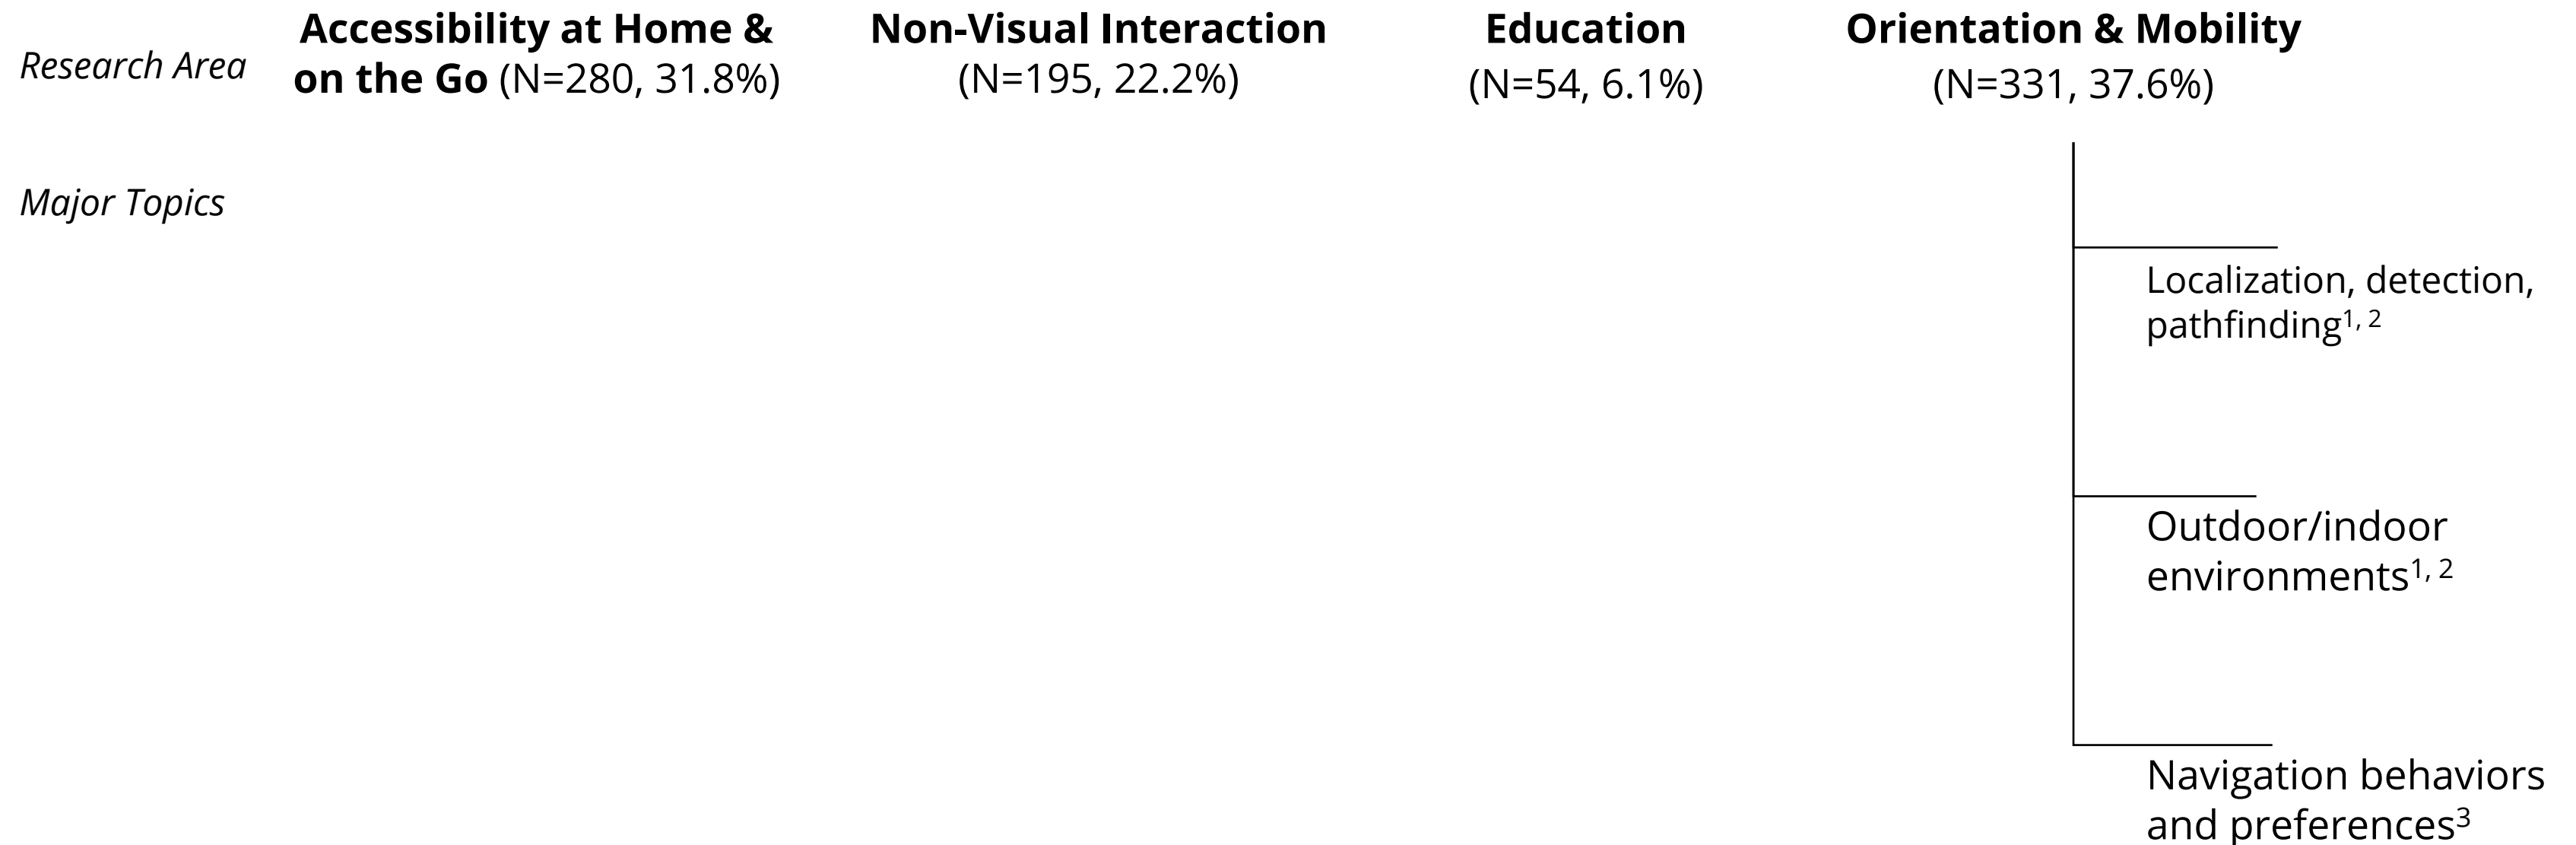 Research Area
Accessibility at Home &
on the Go (N=280, 31.8%)
Non-Visual Interaction
(N=195, 22.2%)
Education
(N=54, 6.1%)
Orientation & Mobility
(N=331, 37.6%)
Major Topics
Localization, detection,
pathfinding1, 2
Outdoor/indoor
environments1, 2
Navigation behaviors
and preferences3